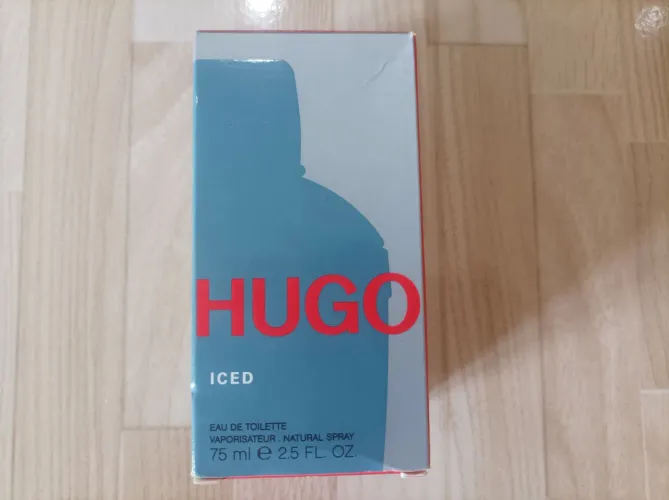 HUGO
ICED
EAU DE TOILETTE
VAPORISATEUR . NATURAL SPRAY
75 ml ℮ 2.5 FL. OZ.